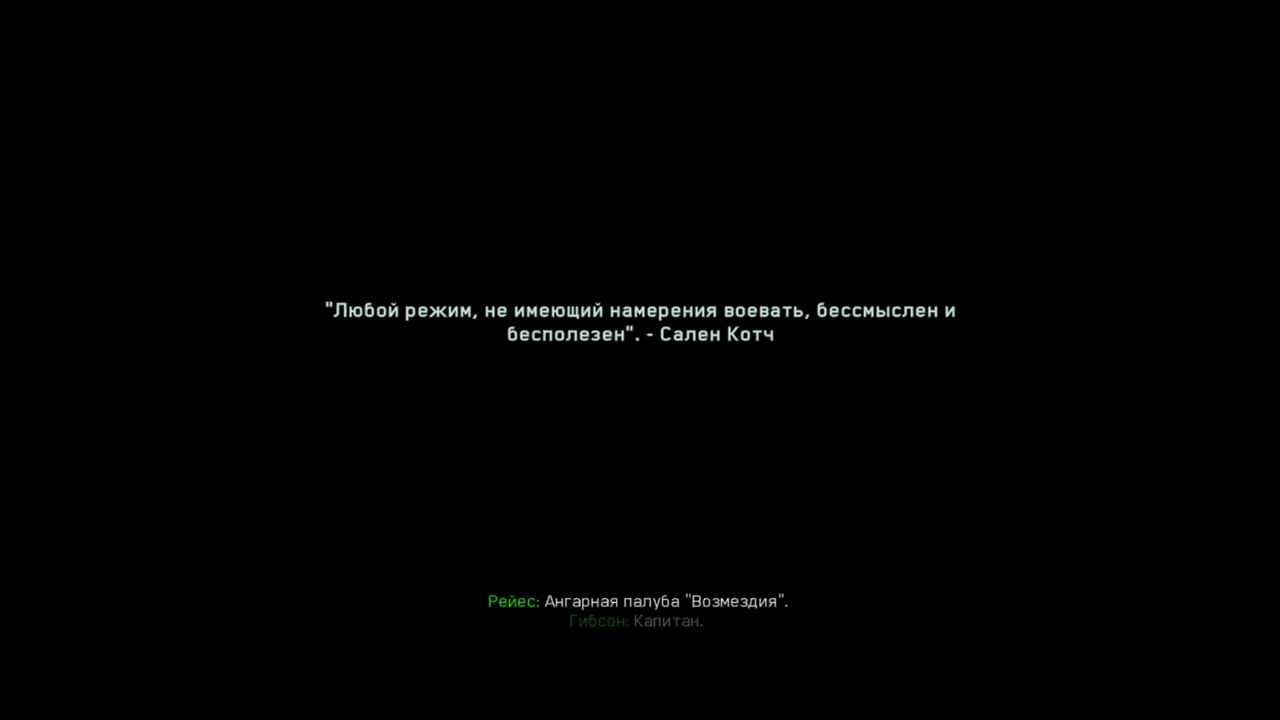 "Любой режим, не имеющий намерения воевать, бессмыслен и
бесполезен". - Сален Котч
Рейес: Ангарная палуба "Возмездия".
Гибсон: Капитан.